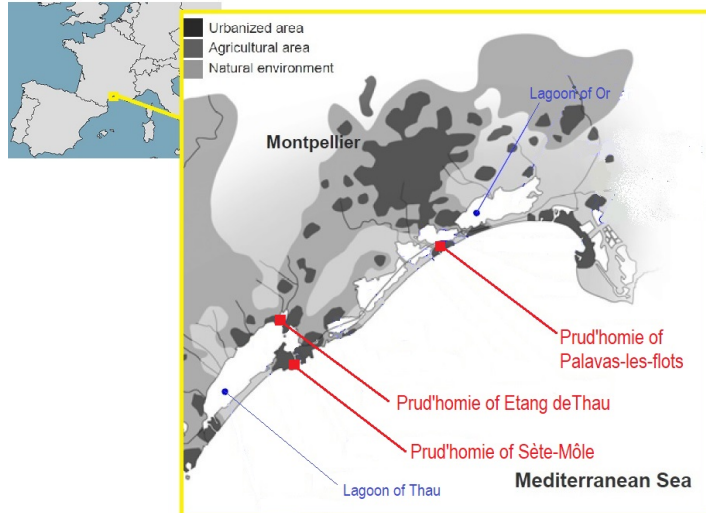 Urbanized area
Agricultural area
Natural environment
Lagoon of Or
Montpellier
Prud'homie of
Palavas-les-flots
Prud'homie of Etang deThau
Prud'homie of Sète-Môle
Mediterranean Sea
Lagoon of Thau